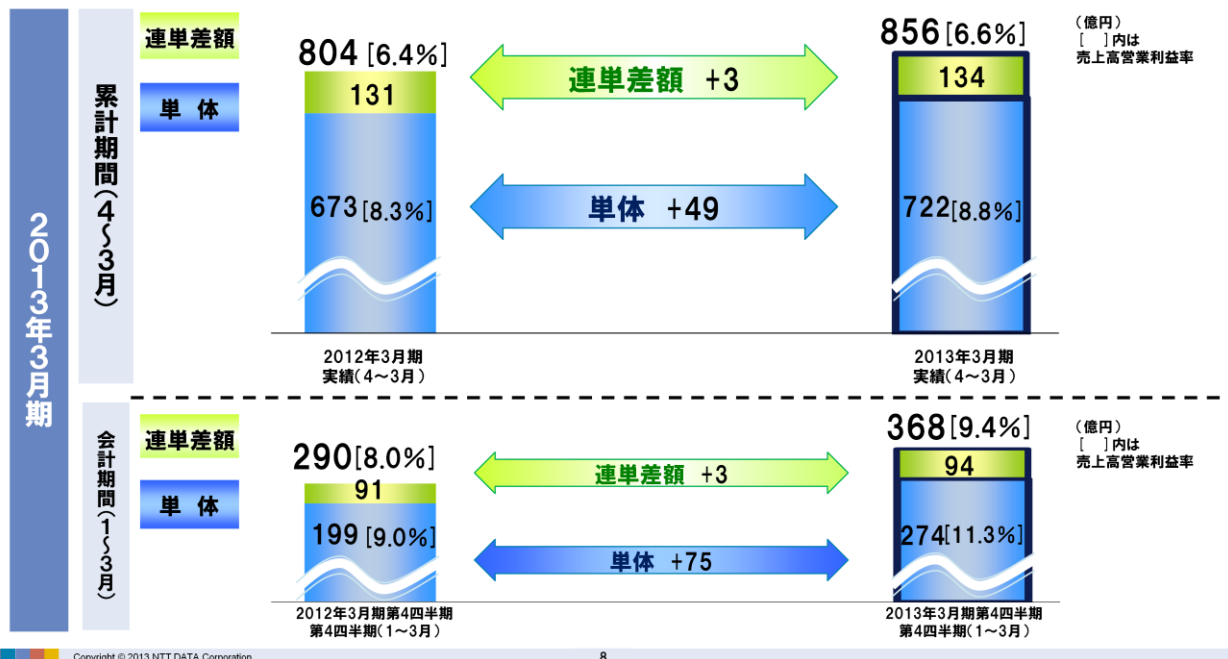 2013年3月期
累計期間(4～3月)
連単差額
単 体
804 [6.4%]
131
673 [8.3%]
連単差額 +3
単体 +49
856 [6.6%]
134
722[8.8%]
(億円)
[ ]内は
売上高営業利益率
2012年3月期
実績(4～3月)
2013年3月期
実績(4～3月)
会計期間(1～3月)
連単差額
単 体
290[8.0%]
91
199 [9.0%]
連単差額 +3
単体 +75
368[9.4%]
94
274[11.3%]
(億円)
[ ]内は
売上高営業利益率
2012年3月期第4四半期
第4四半期(1～3月)
2013年3月期第4四半期
第4四半期(1～3月)
Copyright © 2013 NTT DATA Corporation
8